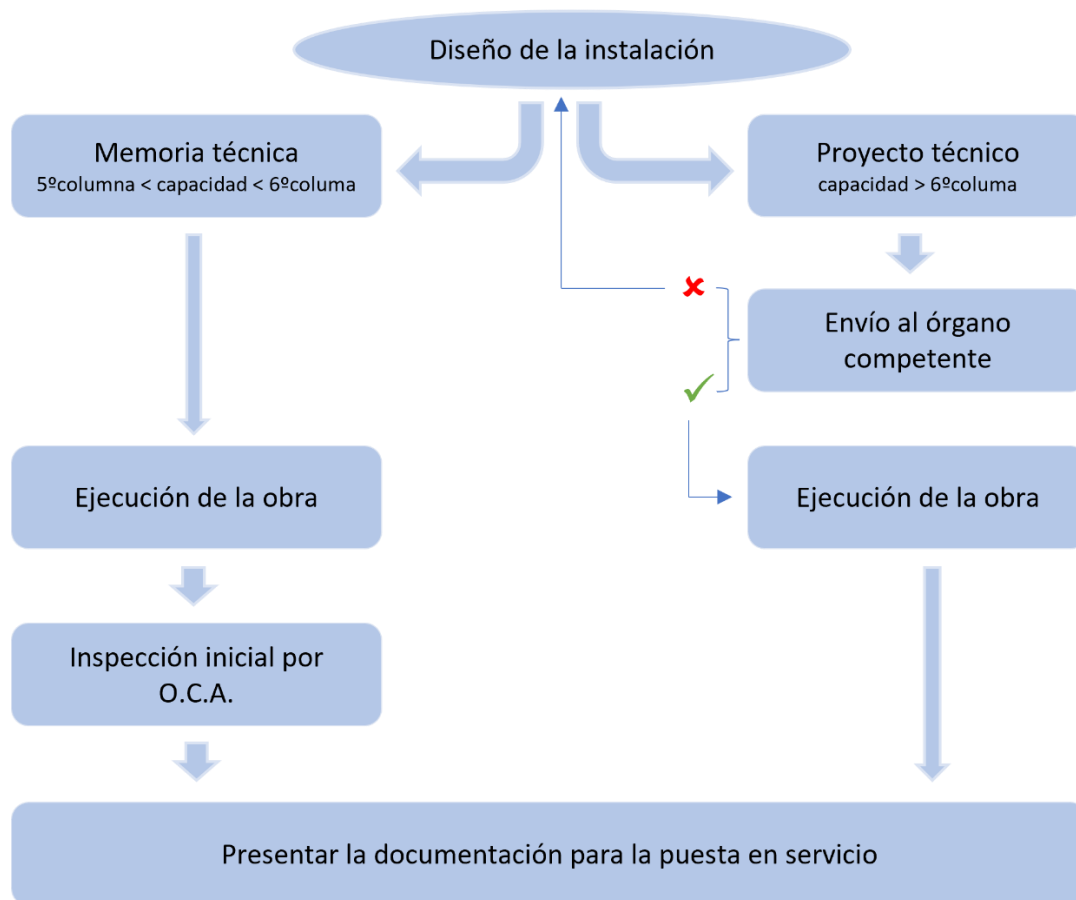 Diseño de la instalación
Memoria técnica
5ºcolumna < capacidad < 6ºcoluma
Proyecto técnico
capacidad > 6ºcoluma
Envío al órgano
competente
Ejecución de la obra
Ejecución de la obra
Inspección inicial por
O.C.A.
Presentar la documentación para la puesta en servicio